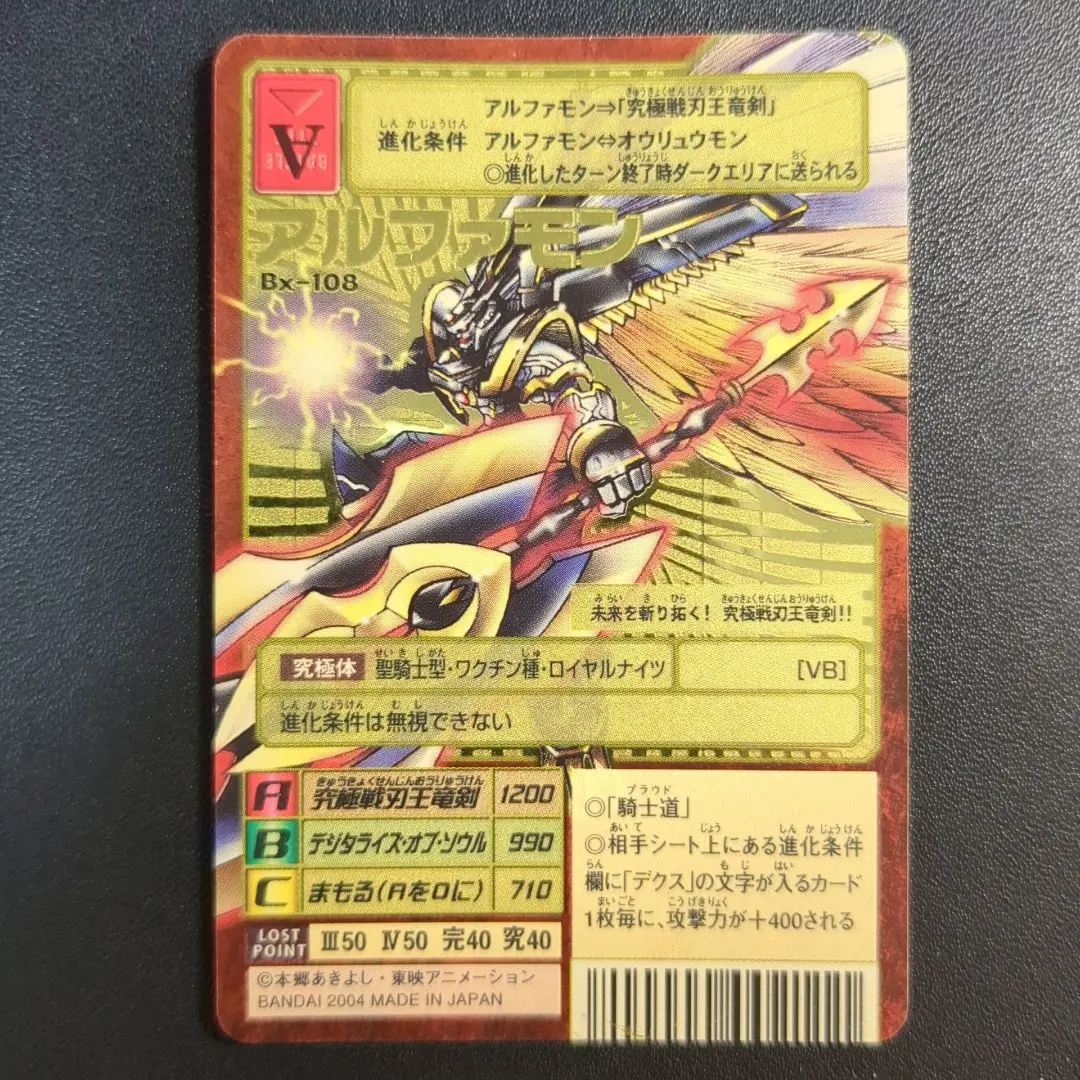 アルファモン⇒「究極戦刃王竜剣」
進化条件 アルファモン⇔オウリュウモン
◎進化したターン終了時ダークエリアに送られる
A
BATTLE
アルファモン
Bx-108
未来を斬り拓く! 究極戦刃王竜剣!!
究極体 聖騎士型・ワクチン種・ロイヤルナイツ [VB]
進化条件は無視できない
A 究極戦刃王竜剣 1200
B デジタライズ・オブ・ソウル 990
C まもる(Aを0に) 710
LOST POINT Ⅲ50 Ⅳ50 完40 究40
◎「騎士道」
◎相手シート上にある進化条件
欄に「デクス」の文字が入るカード
1枚毎に、攻撃力が+400される
©本郷あきよし・東映アニメーション
BANDAI 2004 MADE IN JAPAN